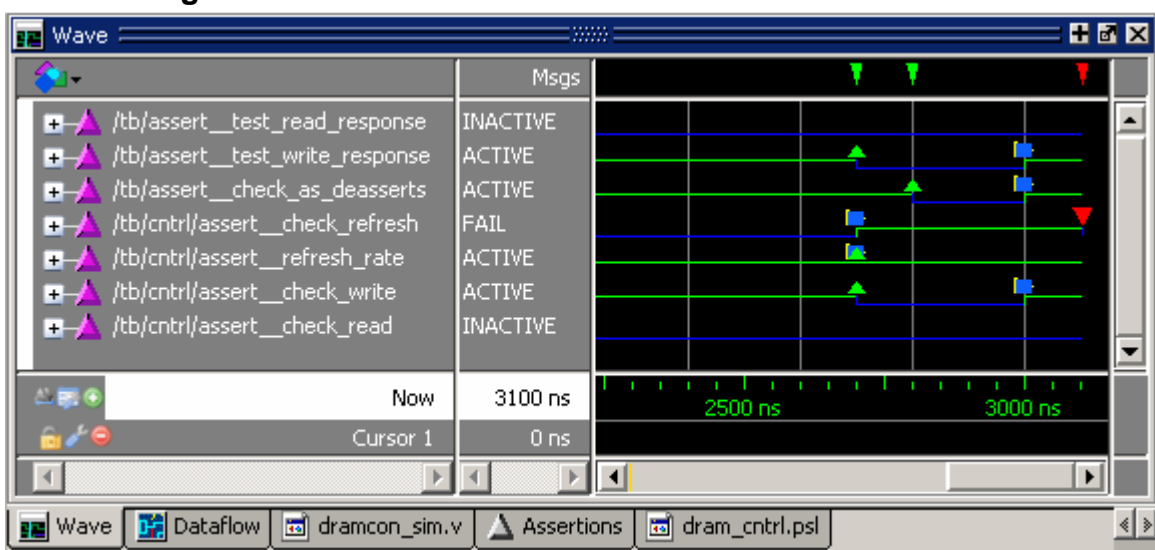 Wave
Msgs
/tb/assert__test_read_response INACTIVE
/tb/assert__test_write_response ACTIVE
/tb/assert__check_as_deasserts ACTIVE
/tb/cntrl/assert__check_refresh FAIL
/tb/cntrl/assert__refresh_rate ACTIVE
/tb/cntrl/assert__check_write ACTIVE
/tb/cntrl/assert__check_read INACTIVE
Now 3100 ns 2500 ns 3000 ns
Cursor 1 0 ns
Wave Dataflow dramcon_sim.v Assertions dram_cntrl.psl